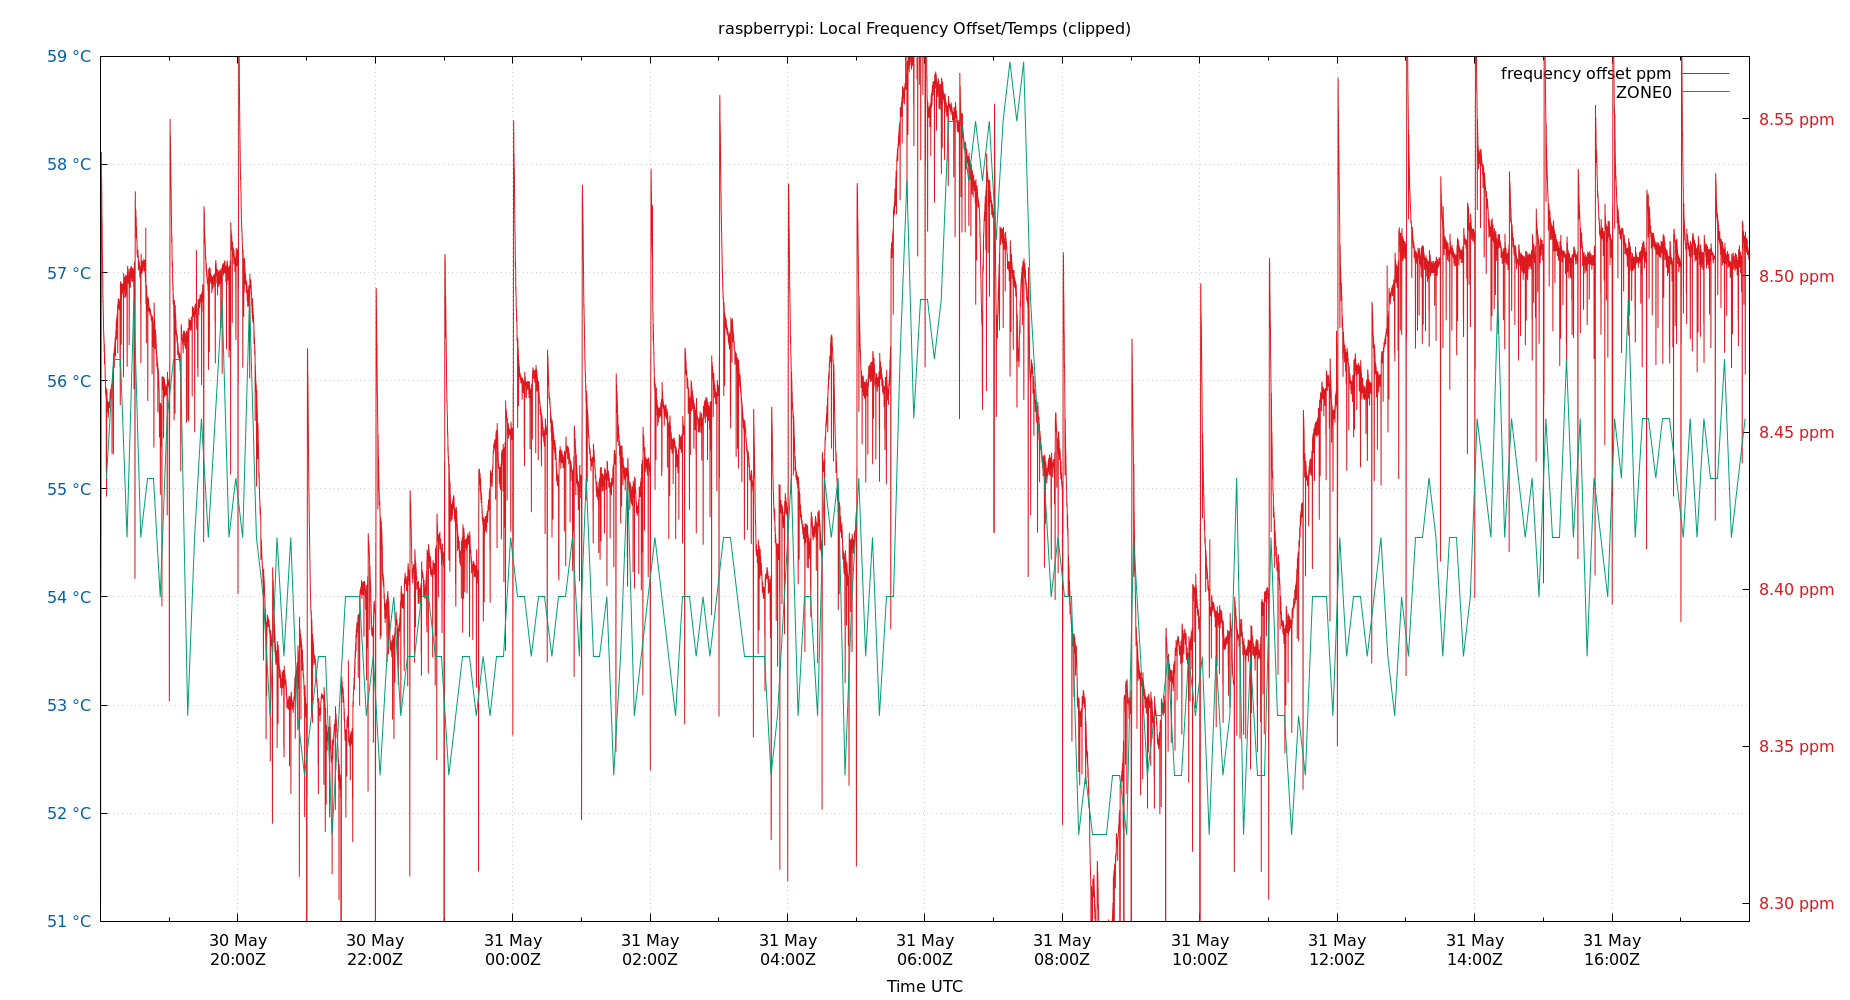 raspberrypi: Local Frequency Offset/Temps (clipped)
frequency offset ppm
ZONE0
59 °C
58 °C
57 °C
56 °C
55 °C
54 °C
53 °C
52 °C
51 °C
8.55 ppm
8.50 ppm
8.45 ppm
8.40 ppm
8.35 ppm
8.30 ppm
30 May
20:00Z
30 May
22:00Z
31 May
00:00Z
31 May
02:00Z
31 May
04:00Z
31 May
06:00Z
31 May
08:00Z
31 May
10:00Z
31 May
12:00Z
31 May
14:00Z
31 May
16:00Z
Time UTC